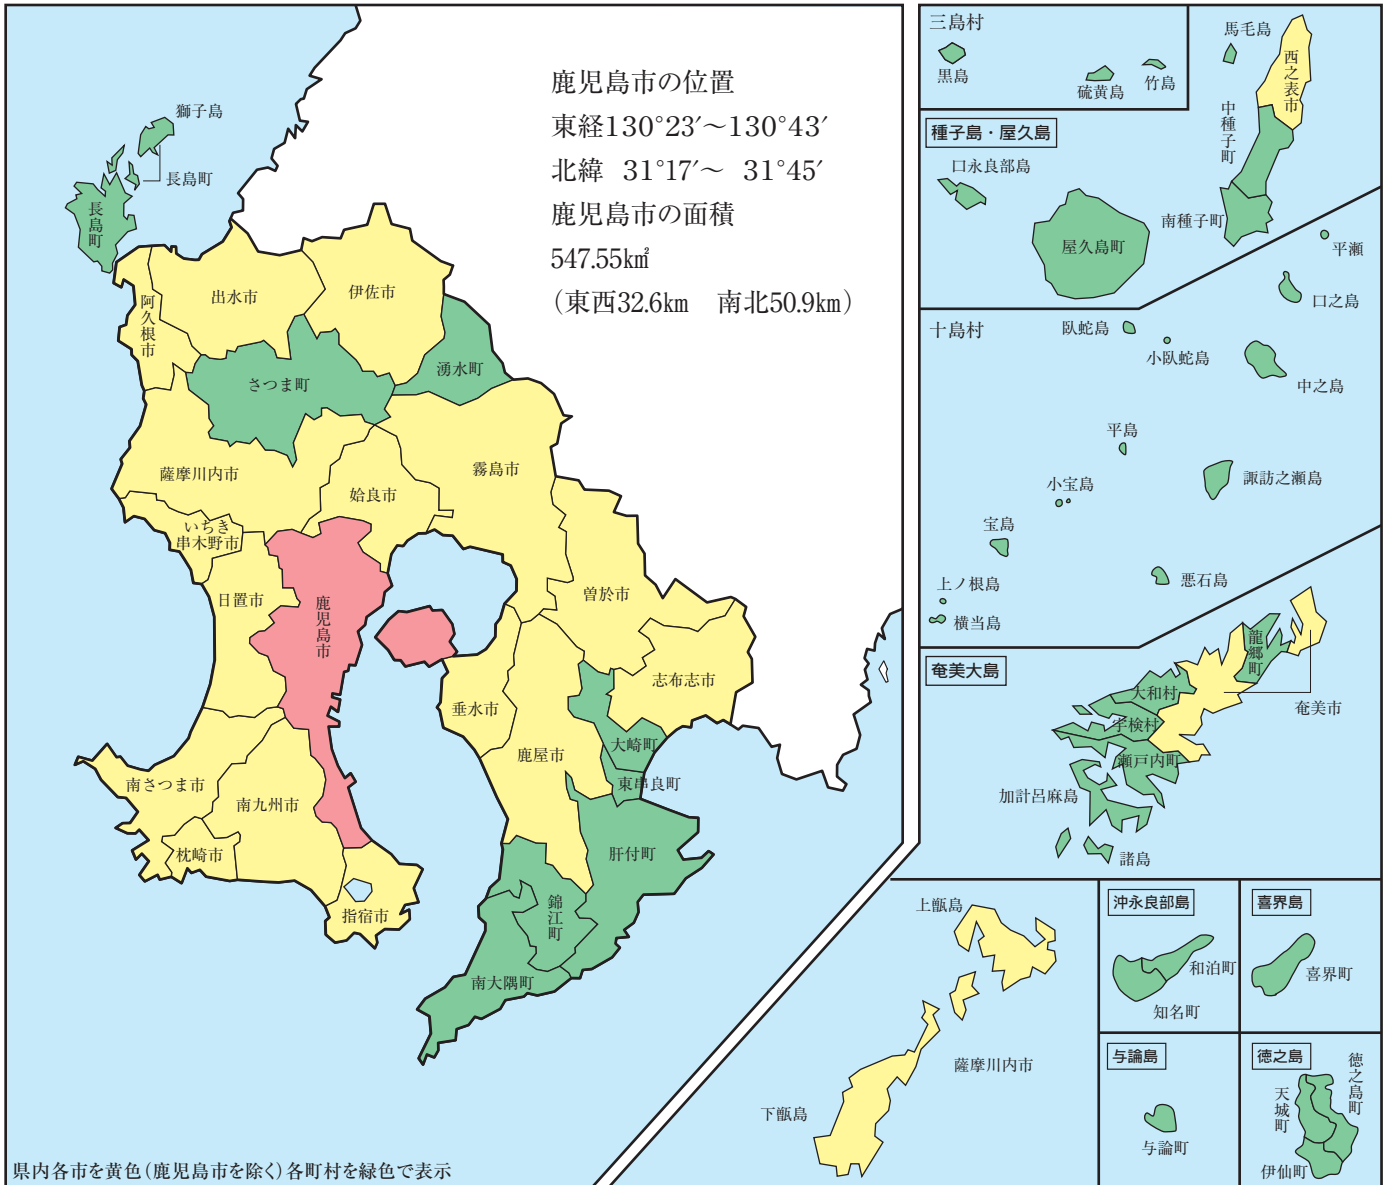 鹿児島市の位置
東経130°23′～130°43′
北緯 31°17′～ 31°45′
鹿児島市の面積
547.55k㎡
（東西32.6km 南北50.9km）
獅子島
長島町
長島町
阿久根市
出水市
伊佐市
さつま町
湧水町
薩摩川内市
姶良市
霧島市
いちき
串木野市
日置市
鹿児島市
曽於市
志布志市
垂水市
鹿屋市
大崎町
東串良町
南さつま市
南九州市
枕崎市
指宿市
肝付町
錦江町
南大隅町
県内各市を黄色（鹿児島市を除く）各町村を緑色で表示
三島村
黒島
硫黄島
竹島
馬毛島
西之表市
中種子町
南種子町
種子島・屋久島
口永良部島
屋久島町
十島村
平瀬
口之島
臥蛇島
小臥蛇島
中之島
平島
諏訪之瀬島
小宝島
宝島
悪石島
上ノ根島
横当島
奄美大島
龍郷町
大和村
奄美市
宇検村
瀬戸内町
加計呂麻島
諸島
上甑島
薩摩川内市
下甑島
沖永良部島
和泊町
知名町
喜界島
喜界町
与論島
与論町
徳之島
徳之島町
天城町
伊仙町